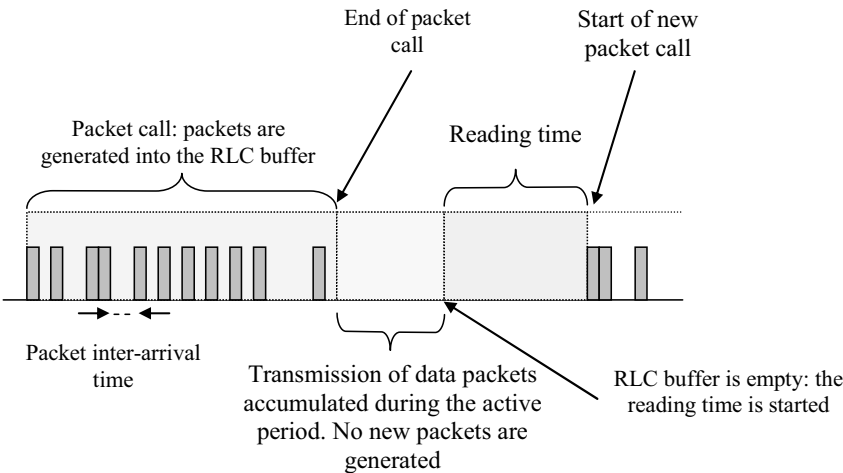 End of packet
call
Start of new
packet call
Packet call: packets are
generated into the RLC buffer
Reading time
Packet inter-arrival
time
Transmission of data packets
accumulated during the active
period. No new packets are
generated
RLC buffer is empty: the
reading time is started